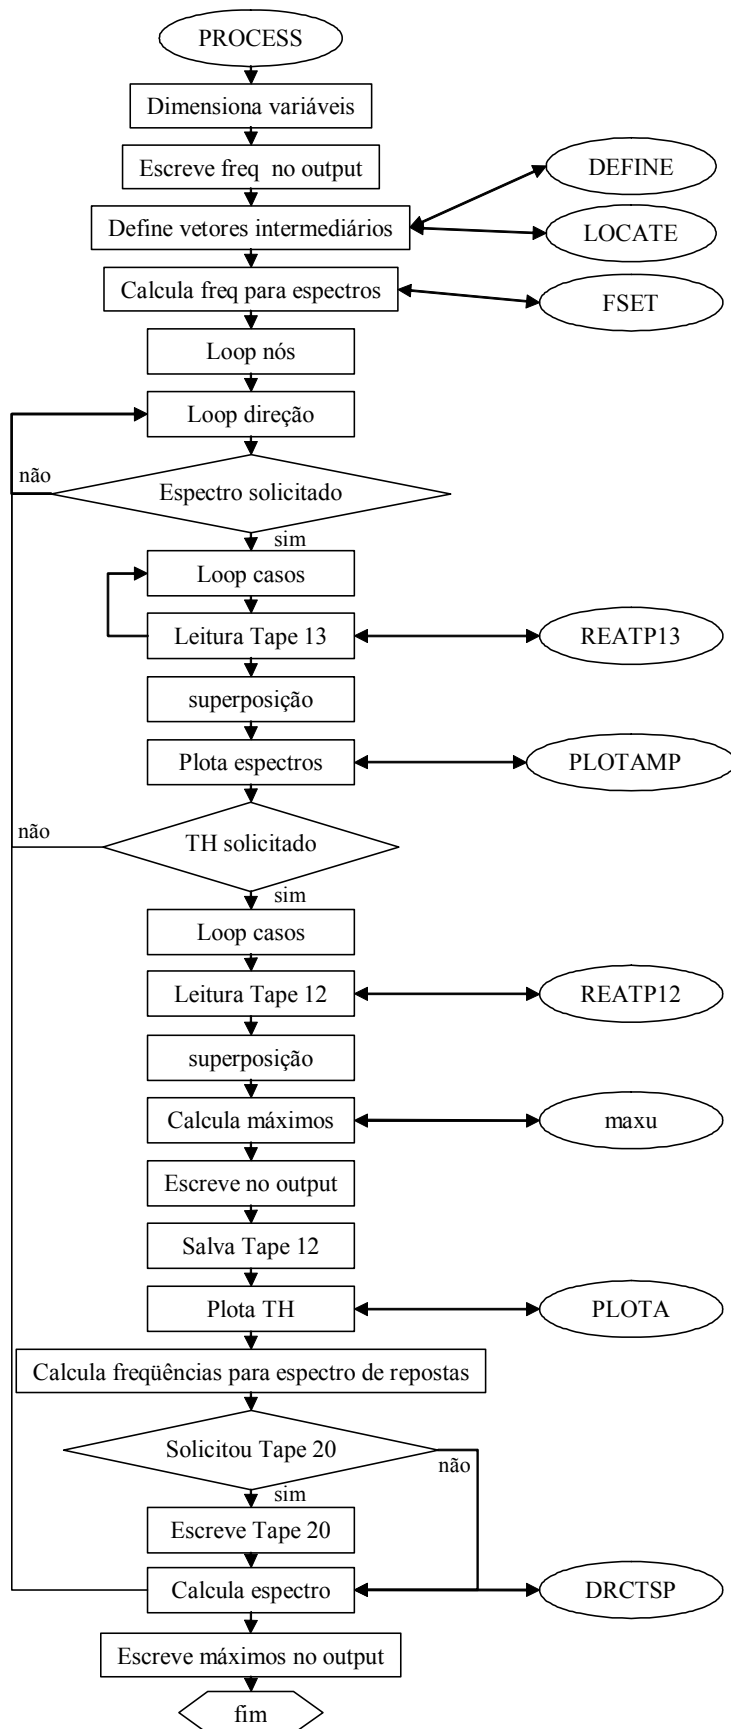 PROCESS
Dimensiona variáveis
Escreve freq no output
DEFINE
Define vetores intermediários
LOCATE
Calcula freq para espectros
FSET
Loop nós
Loop direção
não
Espectro solicitado
sim
Loop casos
Leitura Tape 13
REATP13
superposição
Plota espectros
PLOTAMP
não
TH solicitado
sim
Loop casos
Leitura Tape 12
REATP12
superposição
Calcula máximos
maxu
Escreve no output
Salva Tape 12
Plota TH
PLOTA
Calcula freqüências para espectro de repostas
Solicitou Tape 20
não
sim
Escreve Tape 20
Calcula espectro
DRCTSP
Escreve máximos no output
fim